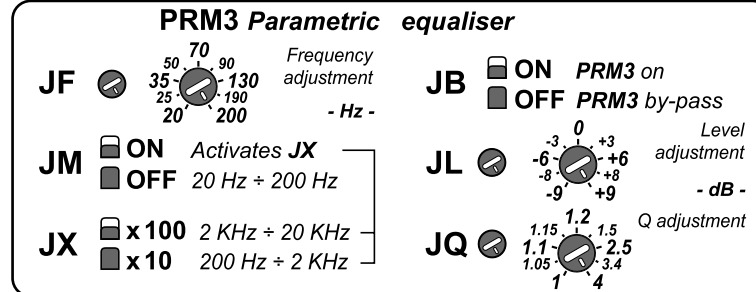 PRM3 Parametric equaliser
JF
70
50 90
35 130
25 190
20 200
Frequency
adjustment
- Hz -
JB
ON PRM3 on
OFF PRM3 by-pass
JM
ON Activates JX
OFF 20 Hz ÷ 200 Hz
JL
0
-3 +3
-6 +6
-8 +8
-9 +9
Level
adjustment
- dB -
JX
x100 2 KHz ÷ 20 KHz
x10 200 Hz ÷ 2 KHz
JQ
1.2
1.15 1.5
1.1 2.5
1.05 3.4
1 4
Q adjustment